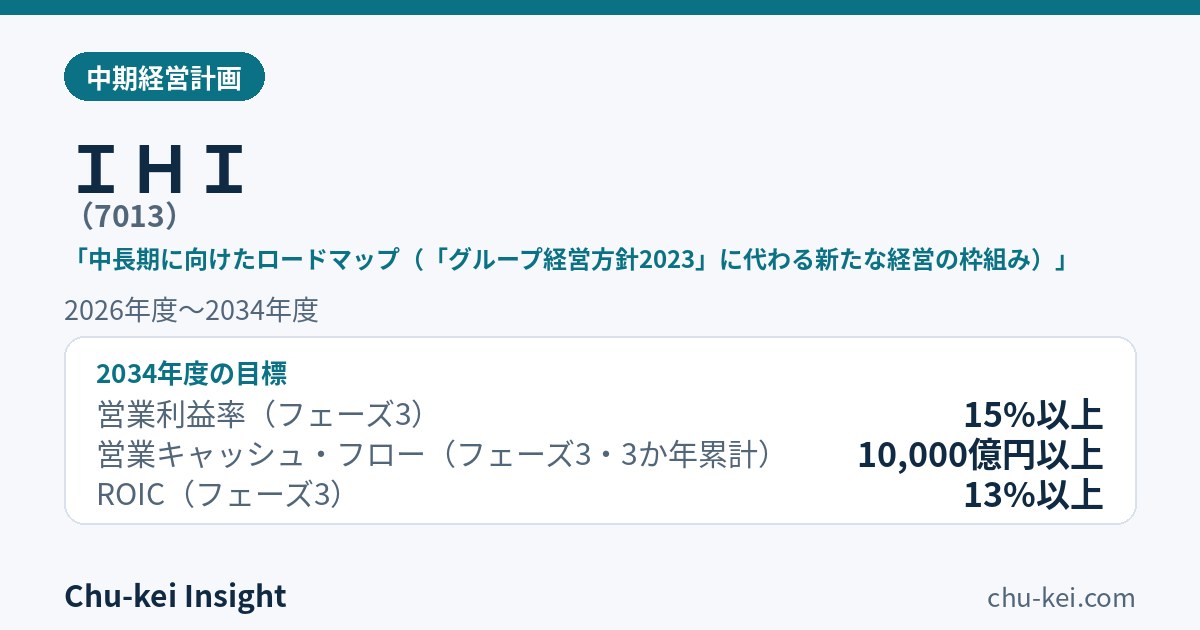 中期経営計画
ＩＨＩ
（7013）
「中長期に向けたロードマップ（「グループ経営方針2023」に代わる新たな経営の枠組み）」
2026年度～2034年度
2034年度の目標
営業利益率（フェーズ3） 15%以上
営業キャッシュ・フロー（フェーズ3・3か年累計） 10,000億円以上
ROIC（フェーズ3） 13%以上
Chu-kei Insight chu-kei.com